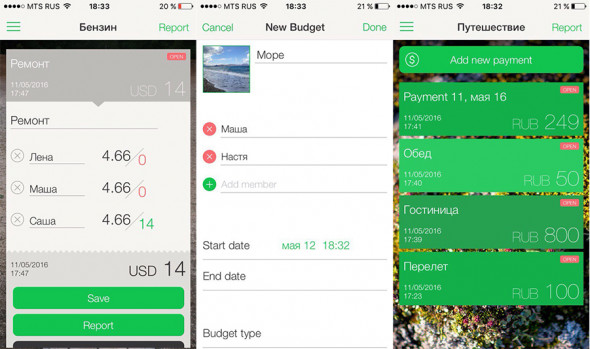 MTS RUS 18:33 20 %
Бензин Report
Ремонт OPEN
11/05/2016
17:47 USD 14
Ремонт
Лена 4.66/0
Маша 4.66/0
Саша 4.66/14
11/05/2016
17:47 USD 14
Save
Report
MTS RUS 18:33 21 %
Cancel New Budget Done
Море
Маша
Настя
Add member
Start date мая 12 18:32
End date
Budget type
MTS RUS 18:32 21 %
Путешествие Report
Add new payment
Payment 11, мая 16 OPEN
11/05/2016
17:41 RUB 249
Обед OPEN
11/05/2016
17:40 RUB 50
Гостиница OPEN
11/05/2016
17:39 RUB 800
Перелет OPEN
11/05/2016
17:23 RUB 100